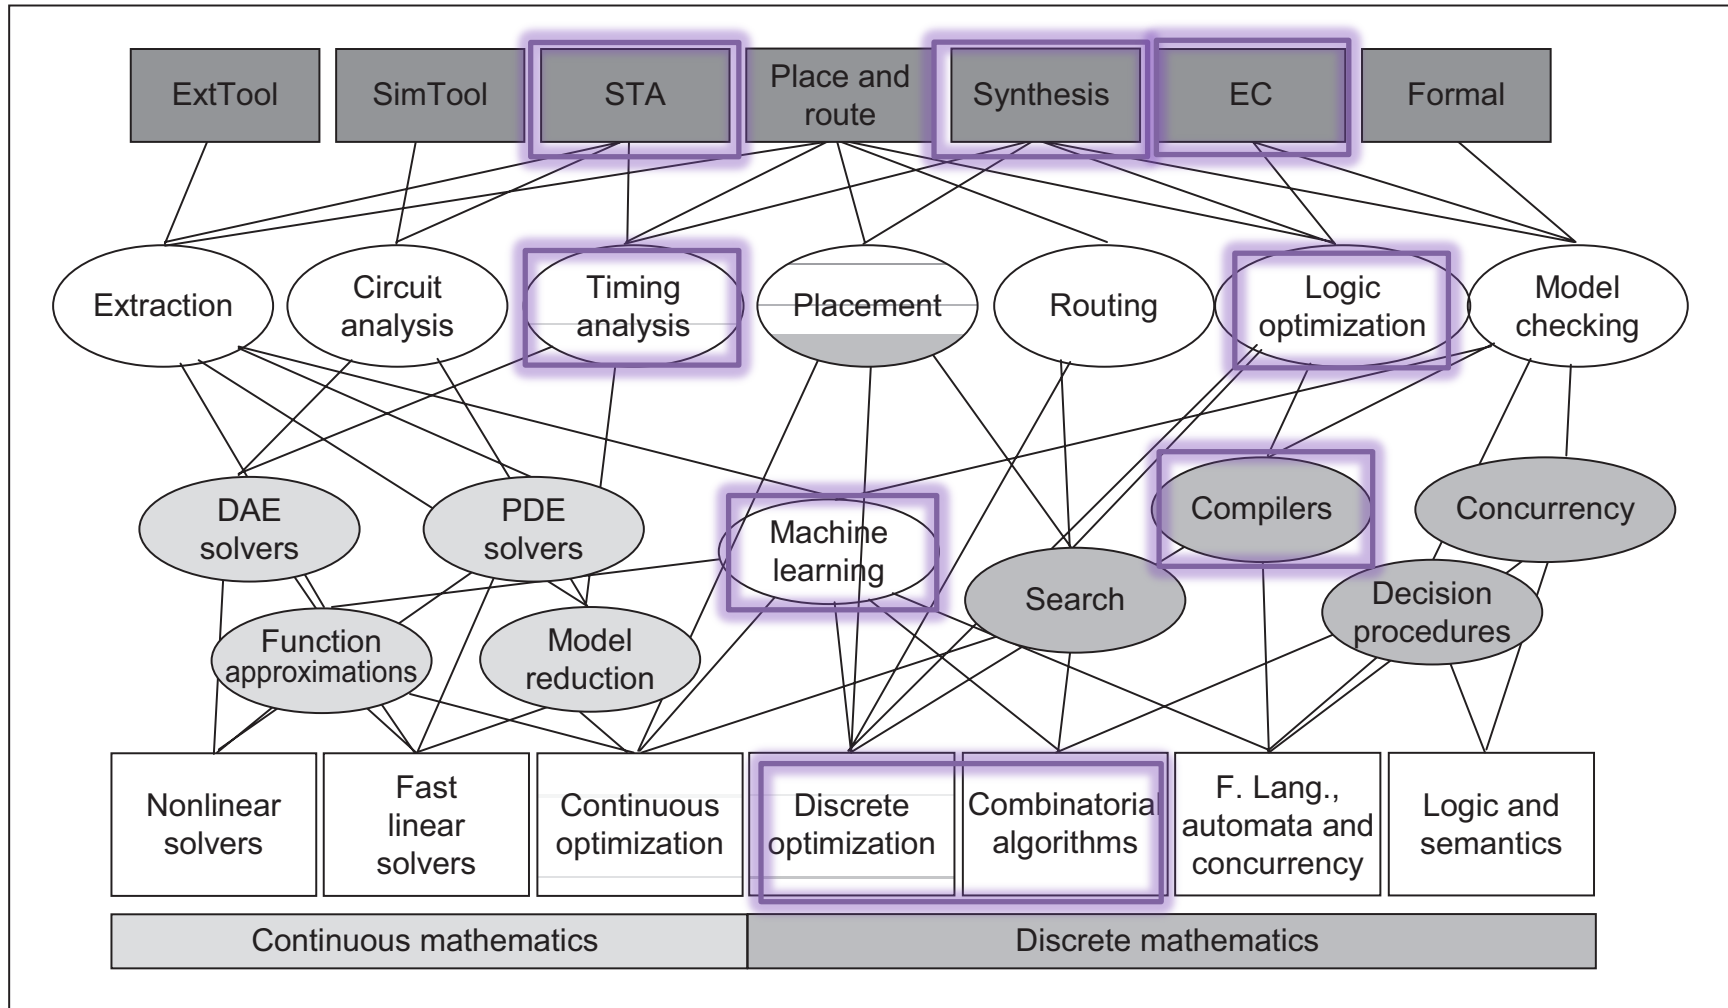 ExtTool
SimTool
STA
Place and
route
Synthesis
EC
Formal
Extraction
Circuit
analysis
Timing
analysis
Placement
Routing
Logic
optimization
Model
checking
DAE
solvers
PDE
solvers
Machine
learning
Compilers
Concurrency
Search
Decision
procedures
Function
approximations
Model
reduction
Nonlinear
solvers
Fast
linear
solvers
Continuous
optimization
Discrete
optimization
Combinatorial
algorithms
F. Lang.,
automata and
concurrency
Logic and
semantics
Continuous mathematics
Discrete mathematics